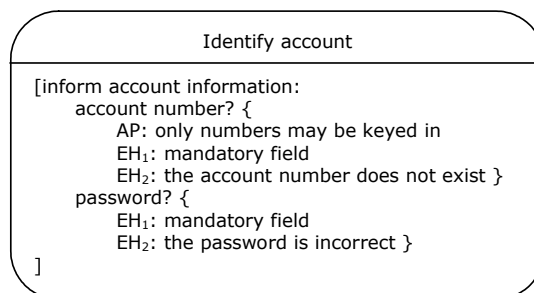 Identify account
[inform account information:
account number? {
AP: only numbers may be keyed in
EH₁: mandatory field
EH₂: the account number does not exist }
password? {
EH₁: mandatory field
EH₂: the password is incorrect }
]